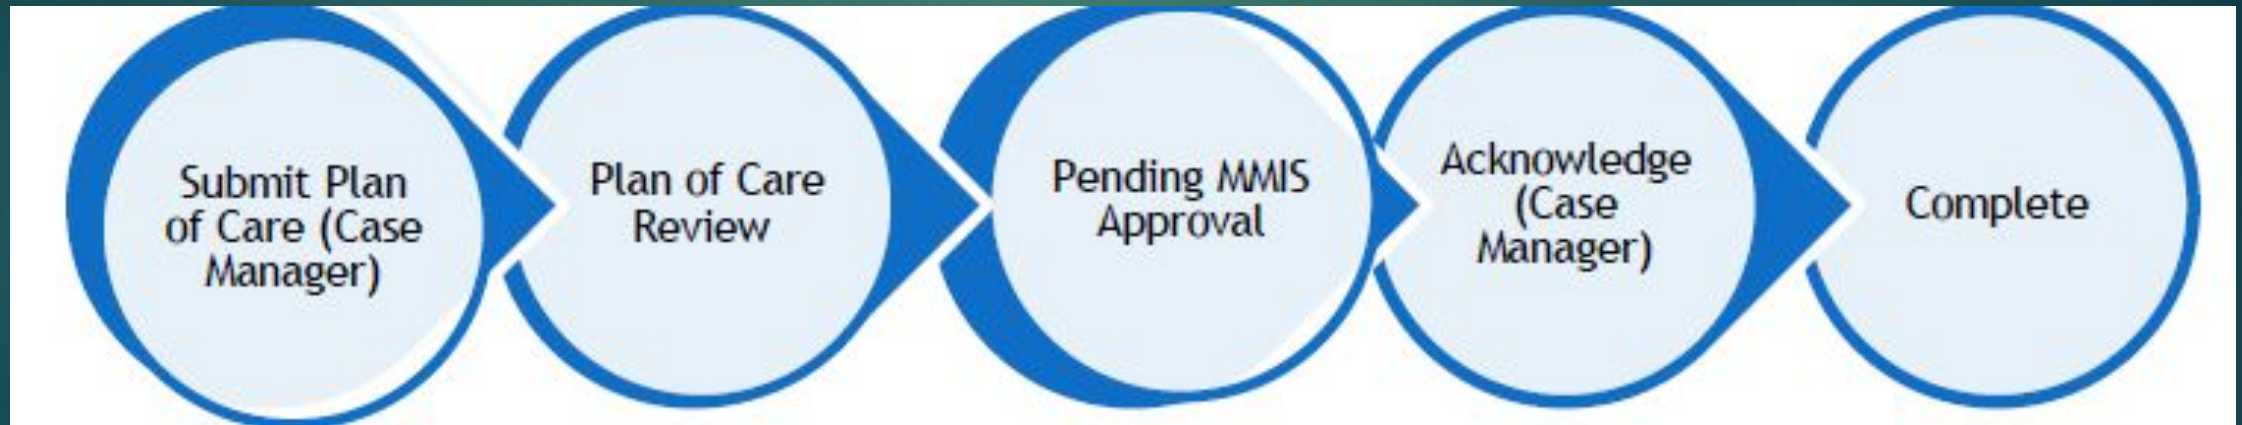 Submit Plan
of Care (Case
Manager)
Plan of Care
Review
Pending MMIS
Approval
Acknowledge
(Case
Manager)
Complete